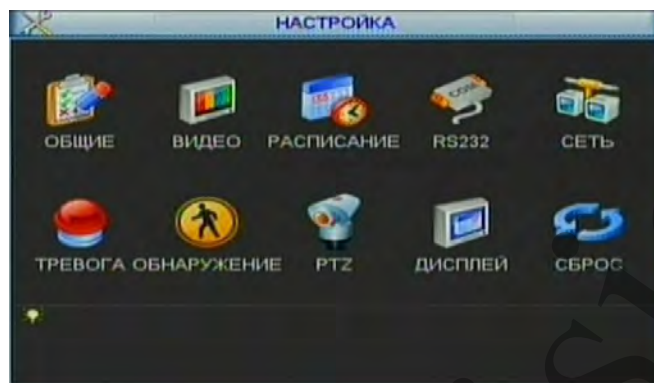 НАСТРОЙКА
ОБЩИЕ ВИДЕО РАСПИСАНИЕ RS232 СЕТЬ
ТРЕВОГА ОБНАРУЖЕНИЕ PTZ ДИСПЛЕЙ СБРОС